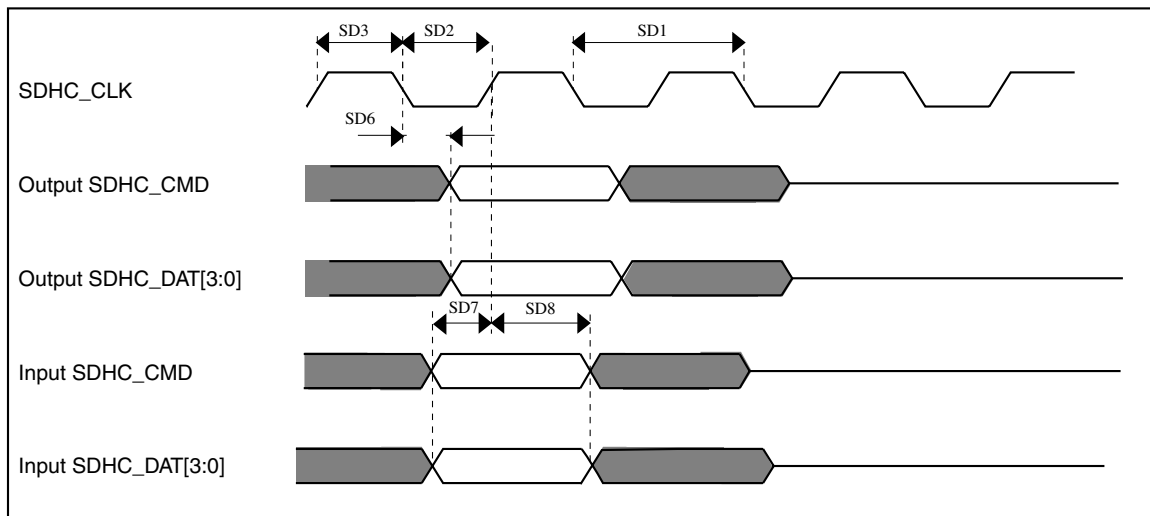 SD3 SD2 SD1
SDHC_CLK
SD6
Output SDHC_CMD
Output SDHC_DAT[3:0]
SD7 SD8
Input SDHC_CMD
Input SDHC_DAT[3:0]